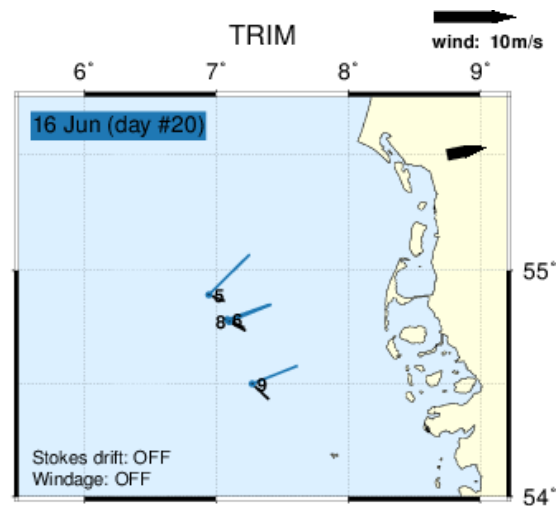 TRIM
wind: 10m/s
6° 7° 8° 9°
16 Jun (day #20)
55°
5
8 6
9
Stokes drift: OFF
Windage: OFF
54°